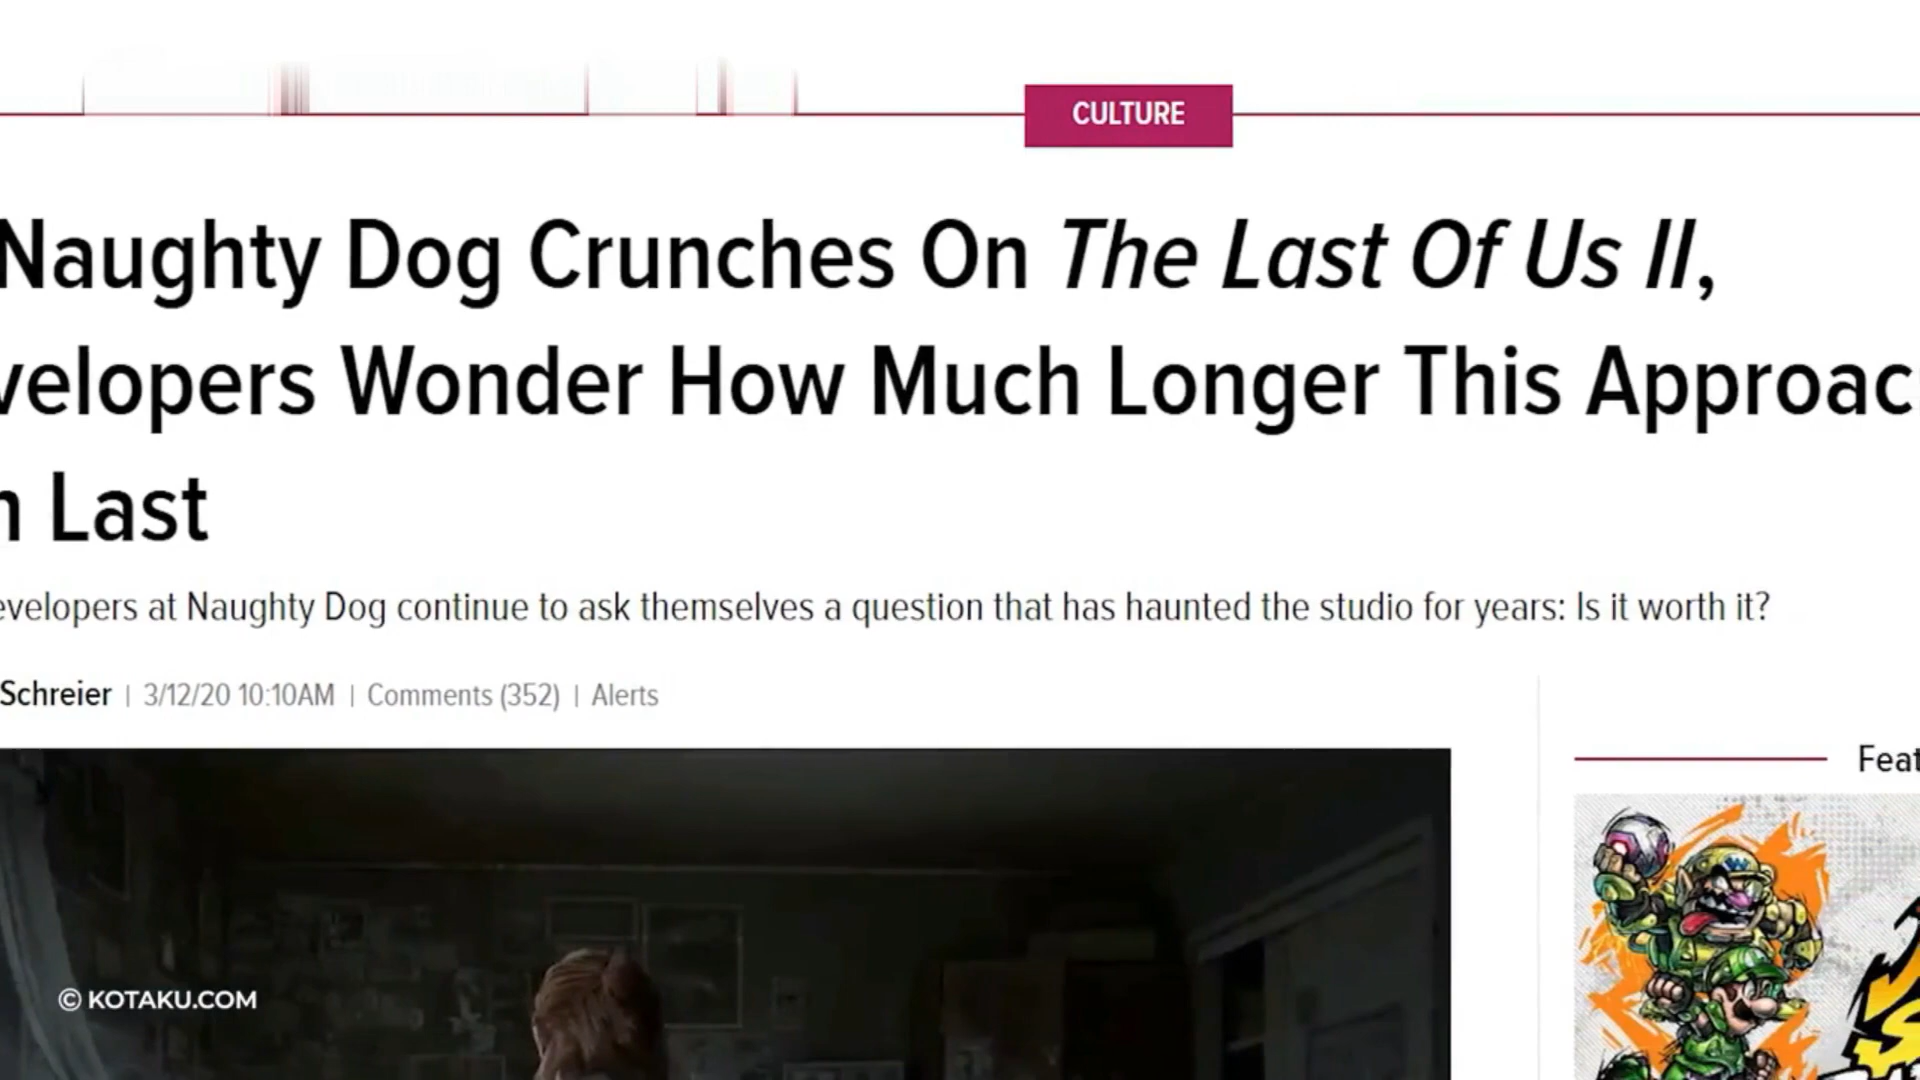 CULTURE
Naughty Dog Crunches On The Last Of Us II,
velopers Wonder How Much Longer This Approac
n Last
evelopers at Naughty Dog continue to ask themselves a question that has haunted the studio for years: Is it worth it?
Schreier | 3/12/20 10:10AM | Comments (352) | Alerts
Feat
© KOTAKU.COM